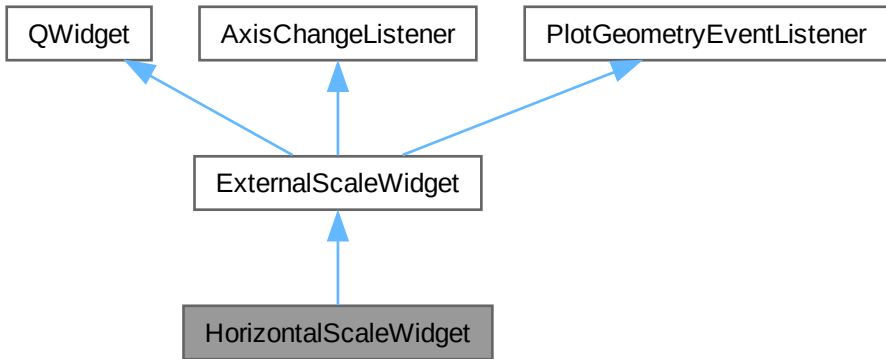 QWidget
AxisChangeListener
PlotGeometryEventListener
ExternalScaleWidget
HorizontalScaleWidget